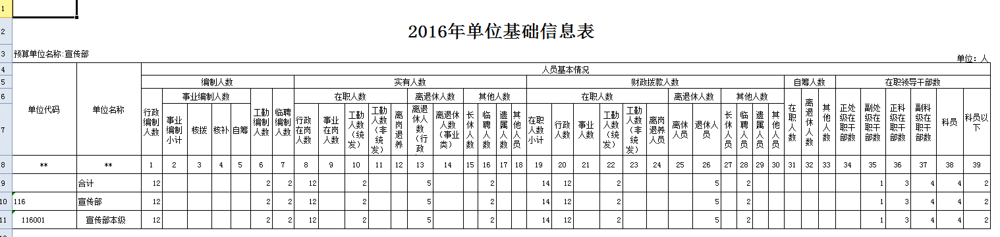 1
2 2016年单位基础信息表
3 预算单位名称:宣传部 单位：人
4 人员基本情况
5 编制人数 实有人数 财政拨款人数 自筹人数 在职领导干部数
6 事业编制人数 在职人数 离退休人数 其他人数 在职人数 离退休人数 其他人数
7 单位代码 单位名称 行政编制人数 事业编制小计 核拨 核补 自筹 工勤编制人数 临聘编制人数 行政在岗人数 事业在岗人数 工勤人数（统发） 工勤人数（非统发） 离岗退养 离退休人数（行政 离退休人数（事业类） 长休人数 临聘人数 遗属人数 其他人员 在职人数小计 行政人数 事业人数 工勤人数（统发） 工勤人数（非统发） 离岗退养人员 离休人员 退休人员 长休人员 临聘人员 遗属人员 其他人员 在职人数 离退休人数 其他人数 正处级在职干部数 副处级在职干部数 正科级在职干部数 副科级在职干部数 科员 科员以下
8 ** ** 1 2 3 4 5 6 7 8 9 10 11 12 13 14 15 16 17 18 19 20 21 22 23 24 25 26 27 28 29 30 31 32 33 34 35 36 37 38 39
9 合计 12 2 2 12 2 5 2 14 12 2 5 2 1 3 4 4 2
10 116 宣传部 12 2 2 12 2 5 2 14 12 2 5 2 1 3 4 4 2
11 116001 宣传部本级 12 2 2 12 2 5 2 14 12 2 5 2 1 3 4 4 2